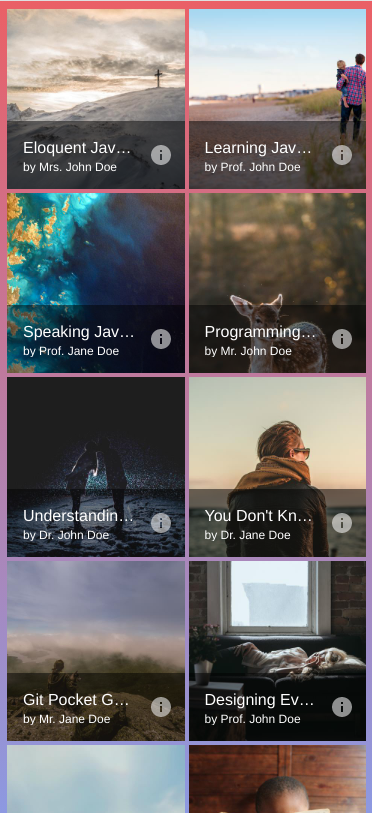 Eloquent Jav...
by Mrs. John Doe
Learning Jav...
by Prof. John Doe
Speaking Jav...
by Prof. Jane Doe
Programming...
by Mr. John Doe
Understandin...
by Dr. John Doe
You Don't Kn...
by Dr. Jane Doe
Git Pocket G...
by Mr. Jane Doe
Designing Ev...
by Prof. John Doe